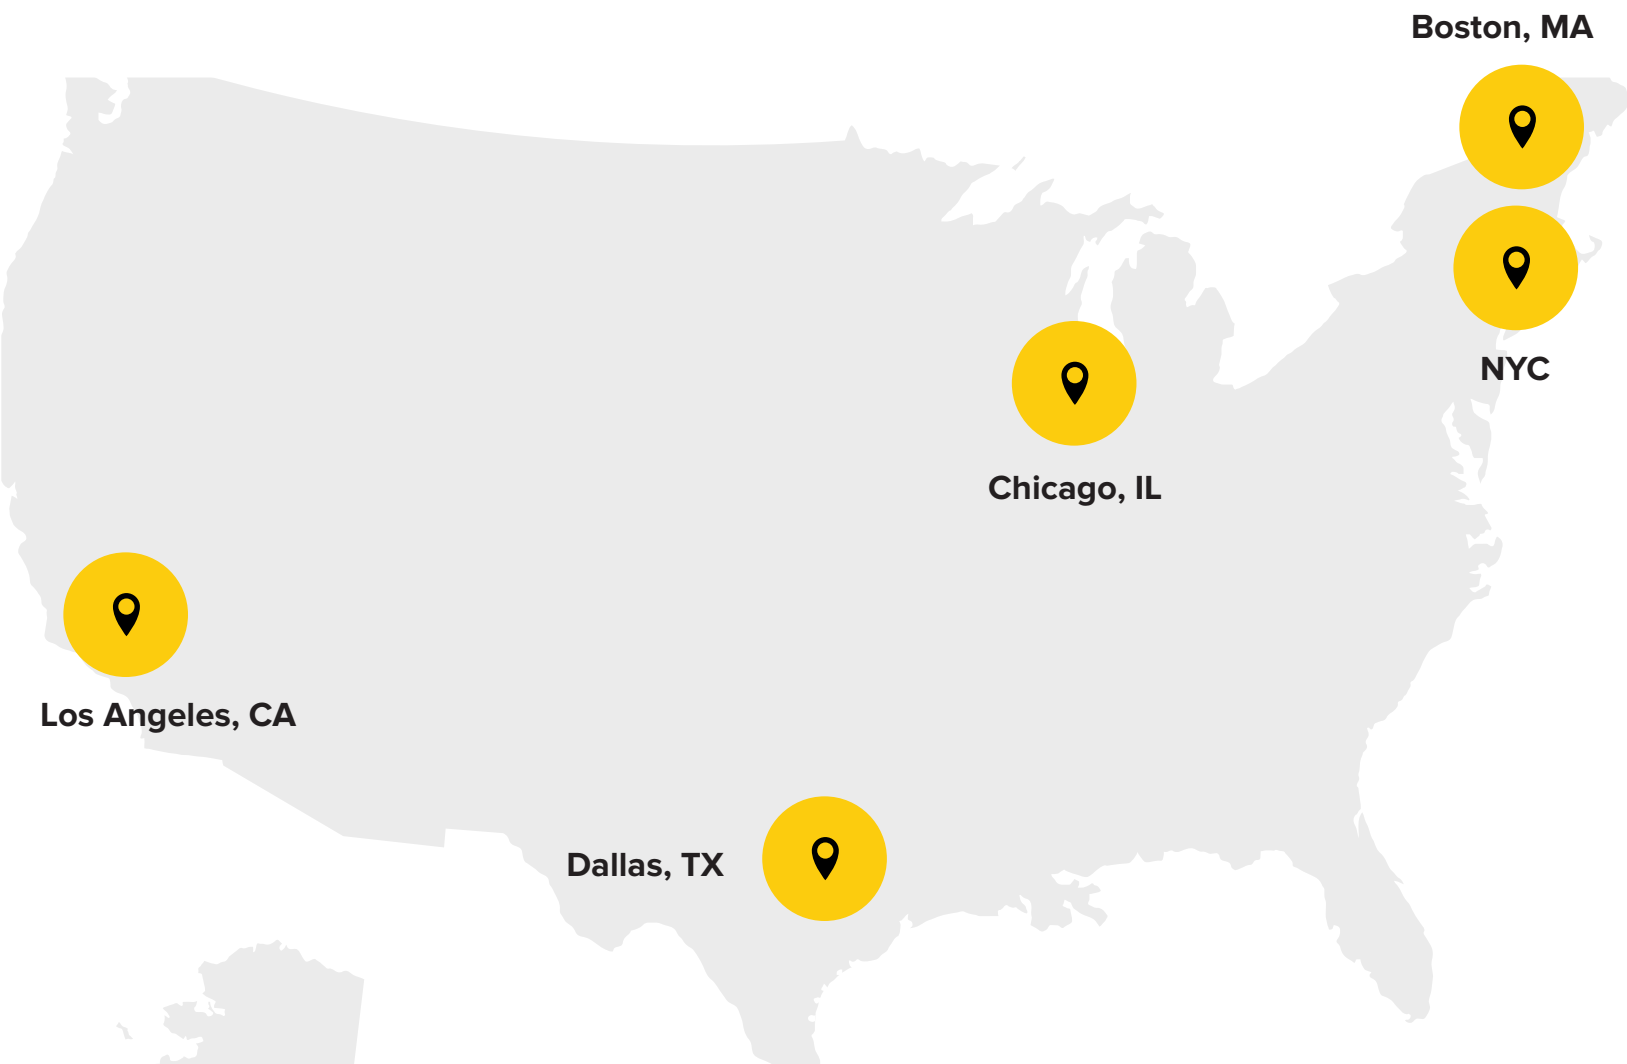 Boston, MA
NYC
Chicago, IL
Los Angeles, CA
Dallas, TX